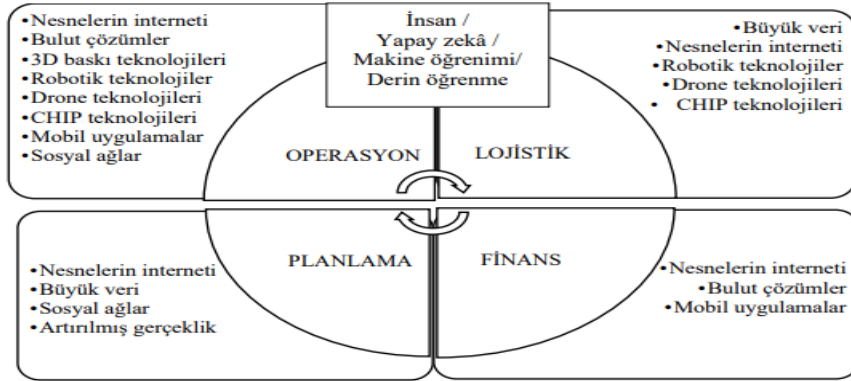 •Nesnelerin interneti
•Bulut çözümler
•3D baskı teknolojileri
•Robotik teknolojiler
•Drone teknolojileri
•CHIP teknolojileri
•Mobil uygulamalar
•Sosyal ağlar
İnsan /
Yapay zekâ /
Makine öğrenimi/
Derin öğrenme
•Büyük veri
•Nesnelerin interneti
•Robotik teknolojiler
•Drone teknolojileri
• CHIP teknolojileri
OPERASYON
LOJİSTİK
PLANLAMA
FİNANS
•Nesnelerin interneti
•Büyük veri
•Sosyal ağlar
•Artırılmış gerçeklik
•Nesnelerin interneti
•Bulut çözümler
•Mobil uygulamalar